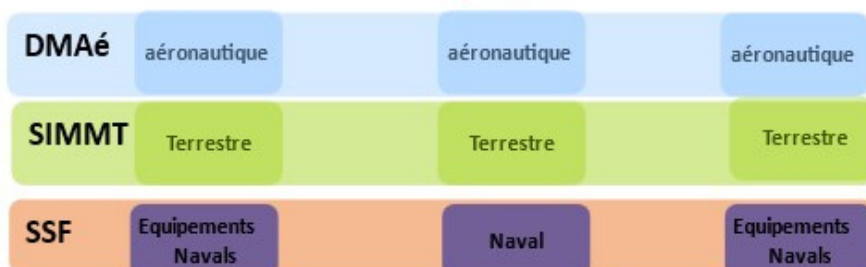 DMAé aéronautique aéronautique aéronautique
SIMMT Terrestre Terrestre Terrestre
SSF Equipements Navals Naval Equipements Navals